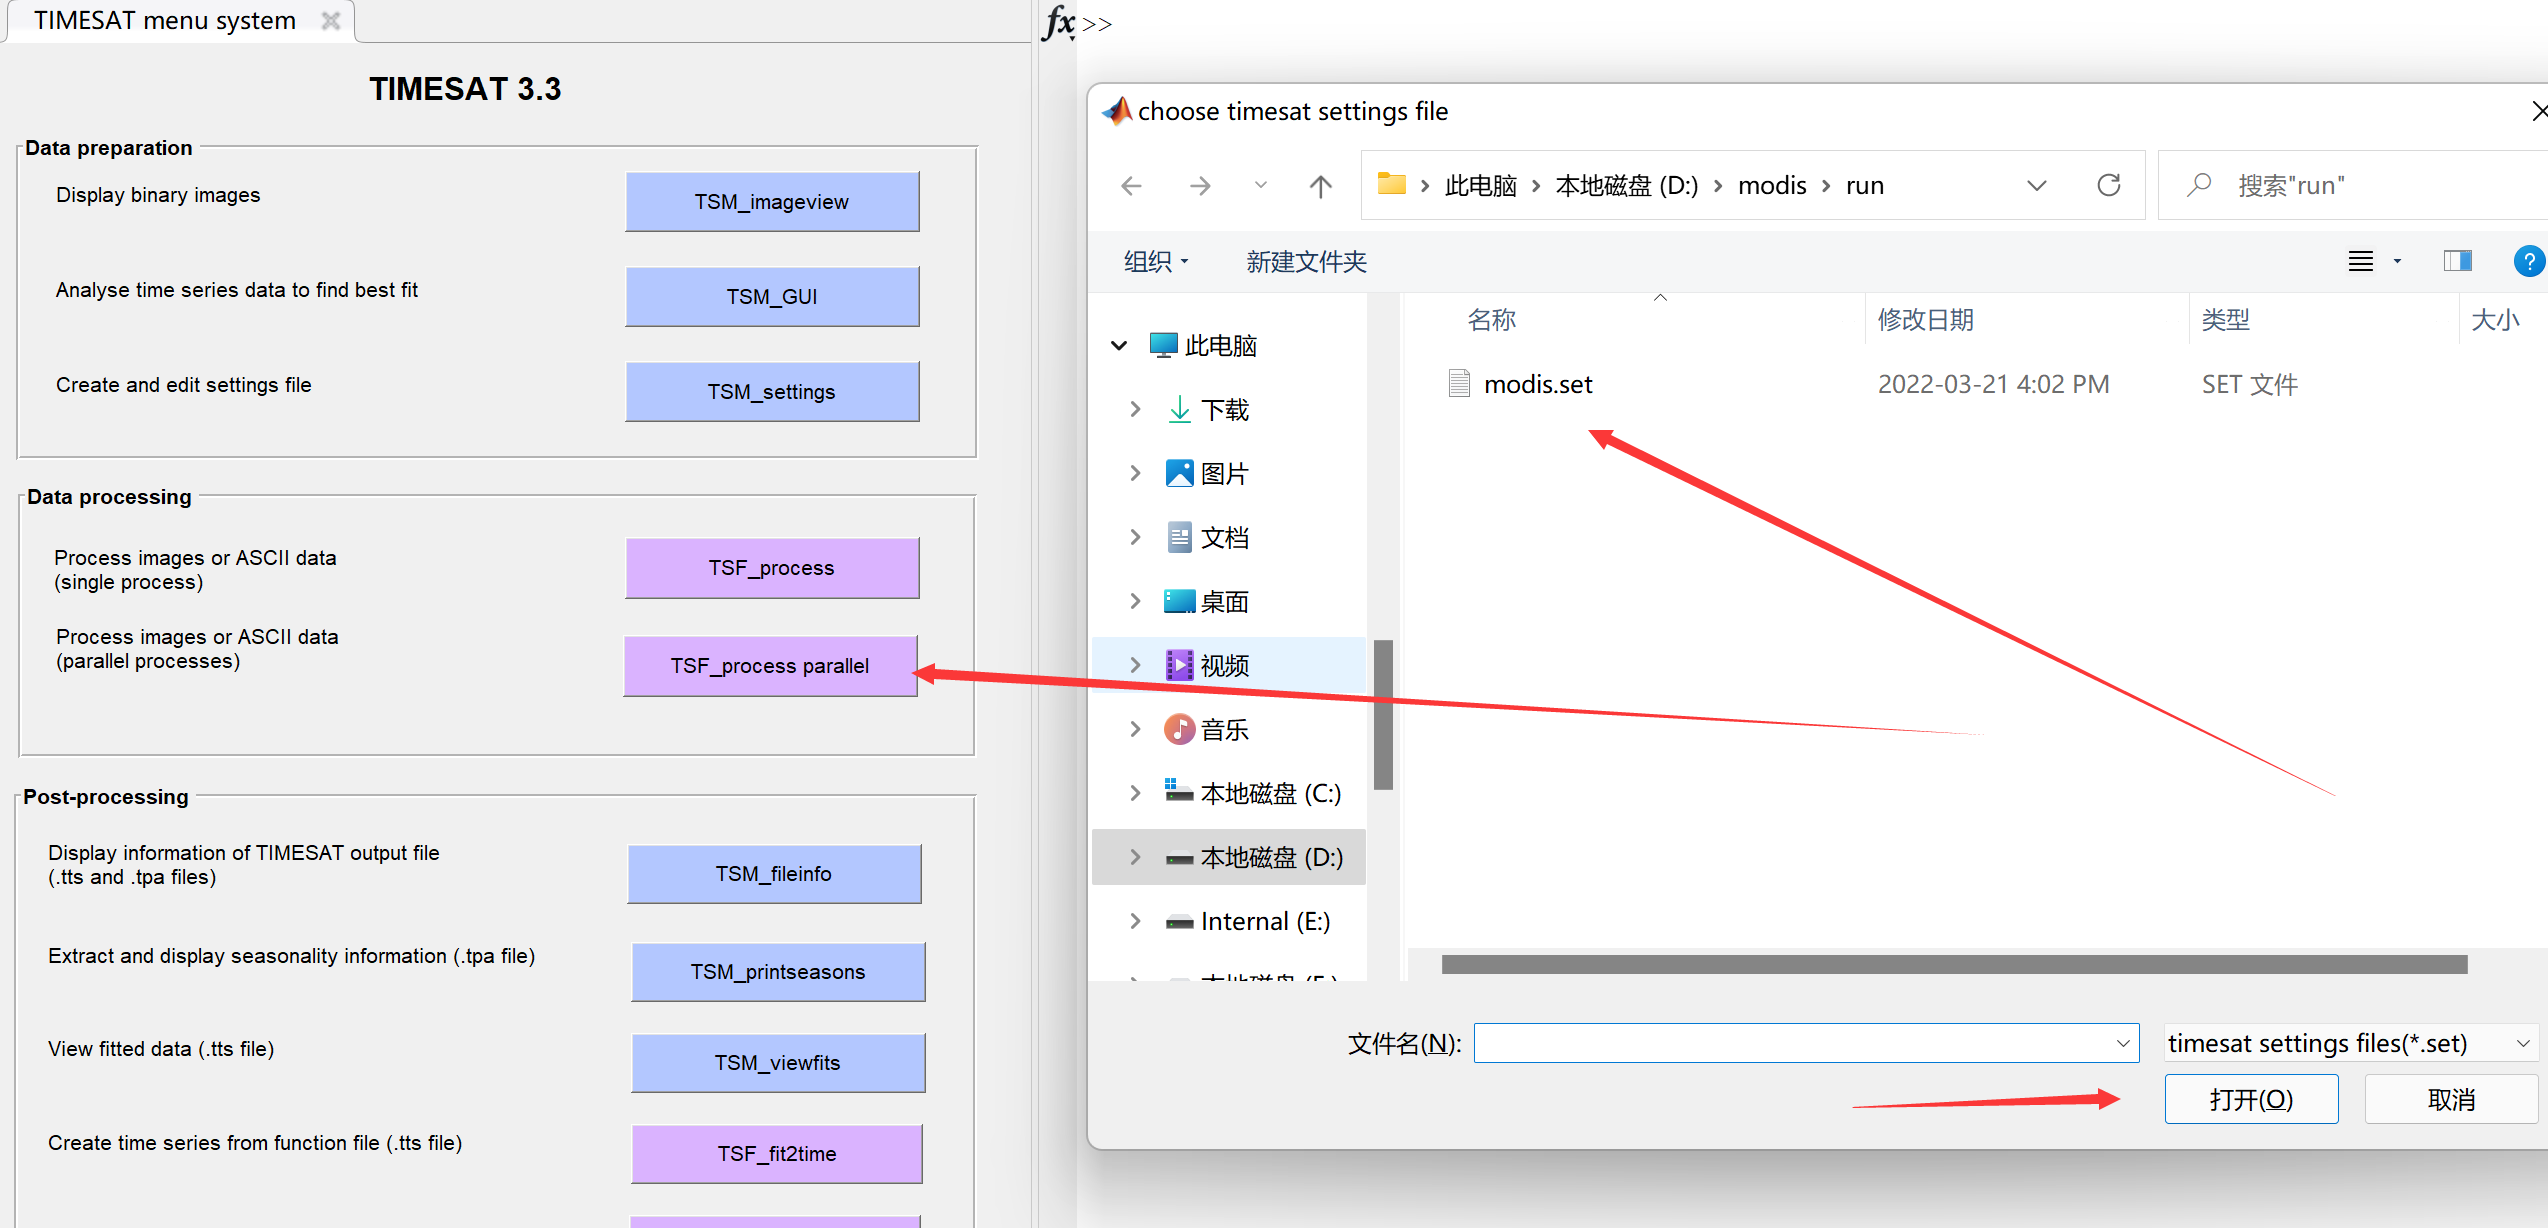 TIMESAT menu system
TIMESAT 3.3
Data preparation
Display binary images
TSM_imageview
Analyse time series data to find best fit
TSM_GUI
Create and edit settings file
TSM_settings
Data processing
Process images or ASCII data
(single process)
TSF_process
Process images or ASCII data
(parallel processes)
TSF_process parallel
Post-processing
Display information of TIMESAT output file
(.tts and .tpa files)
TSM_fileinfo
Extract and display seasonality information (.tpa file)
TSM_printseasons
View fitted data (.tts file)
TSM_viewfits
Create time series from function file (.tts file)
TSF_fit2time
fx >>
choose timesat settings file
此电脑 › 本地磁盘 (D:) › modis › run
搜索"run"
组织
新建文件夹
名称 修改日期 类型 大小
modis.set 2022-03-21 4:02 PM SET 文件
此电脑
下载
图片
文档
桌面
视频
音乐
本地磁盘 (C:)
本地磁盘 (D:)
Internal (E:)
文件名(N):
timesat settings files(*.set)
打开(O)
取消